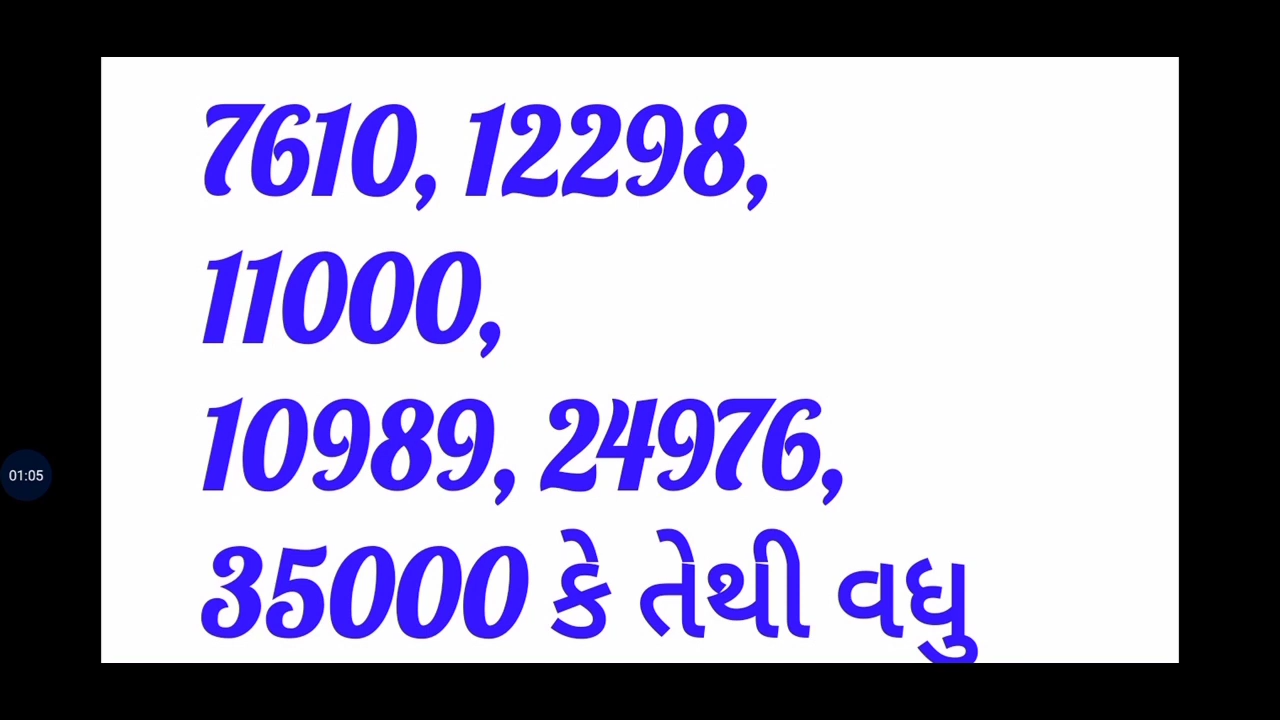 7610, 12298,
11000,
10989, 24976,
35000 કે તેથી વધુ
01:05